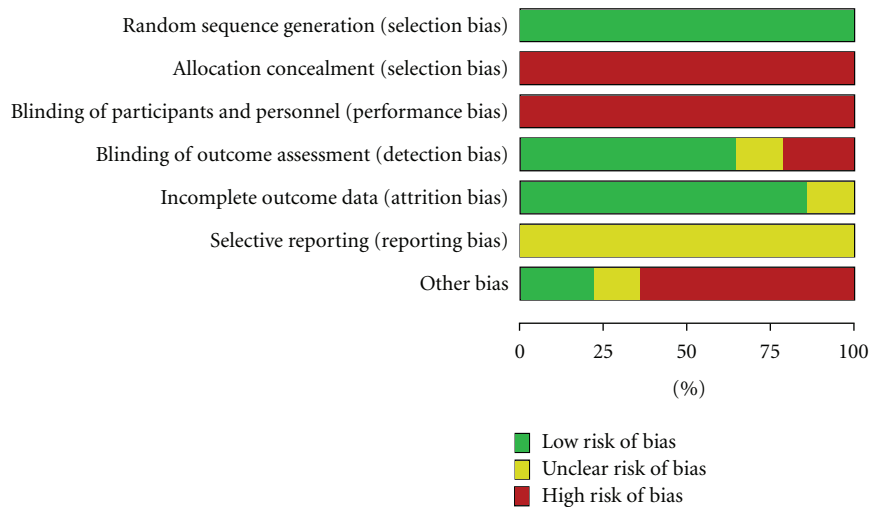 Random sequence generation (selection bias)
Allocation concealment (selection bias)
Blinding of participants and personnel (performance bias)
Blinding of outcome assessment (detection bias)
Incomplete outcome data (attrition bias)
Selective reporting (reporting bias)
Other bias
0 25 50 75 100
(%)
Low risk of bias
Unclear risk of bias
High risk of bias